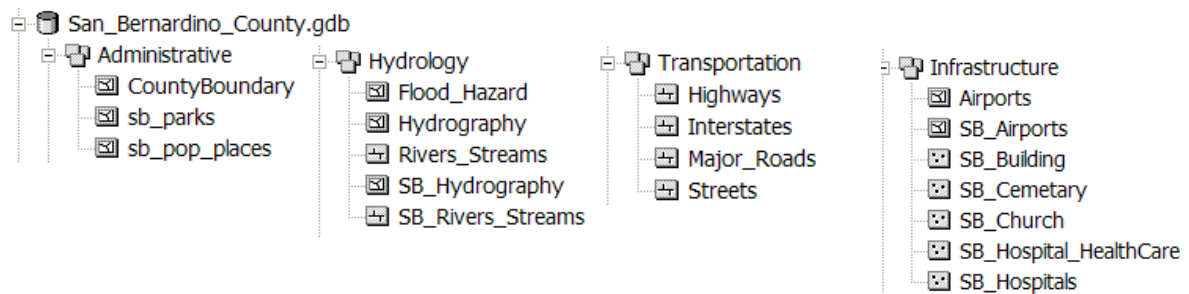 San_Bernardino_County.gdb
Administrative
CountyBoundary
sb_parks
sb_pop_places
Hydrology
Flood_Hazard
Hydrography
Rivers_Streams
SB_Hydrography
SB_Rivers_Streams
Transportation
Highways
Interstates
Major_Roads
Streets
Infrastructure
Airports
SB_Airports
SB_Building
SB_Cemetary
SB_Church
SB_Hospital_HealthCare
SB_Hospitals